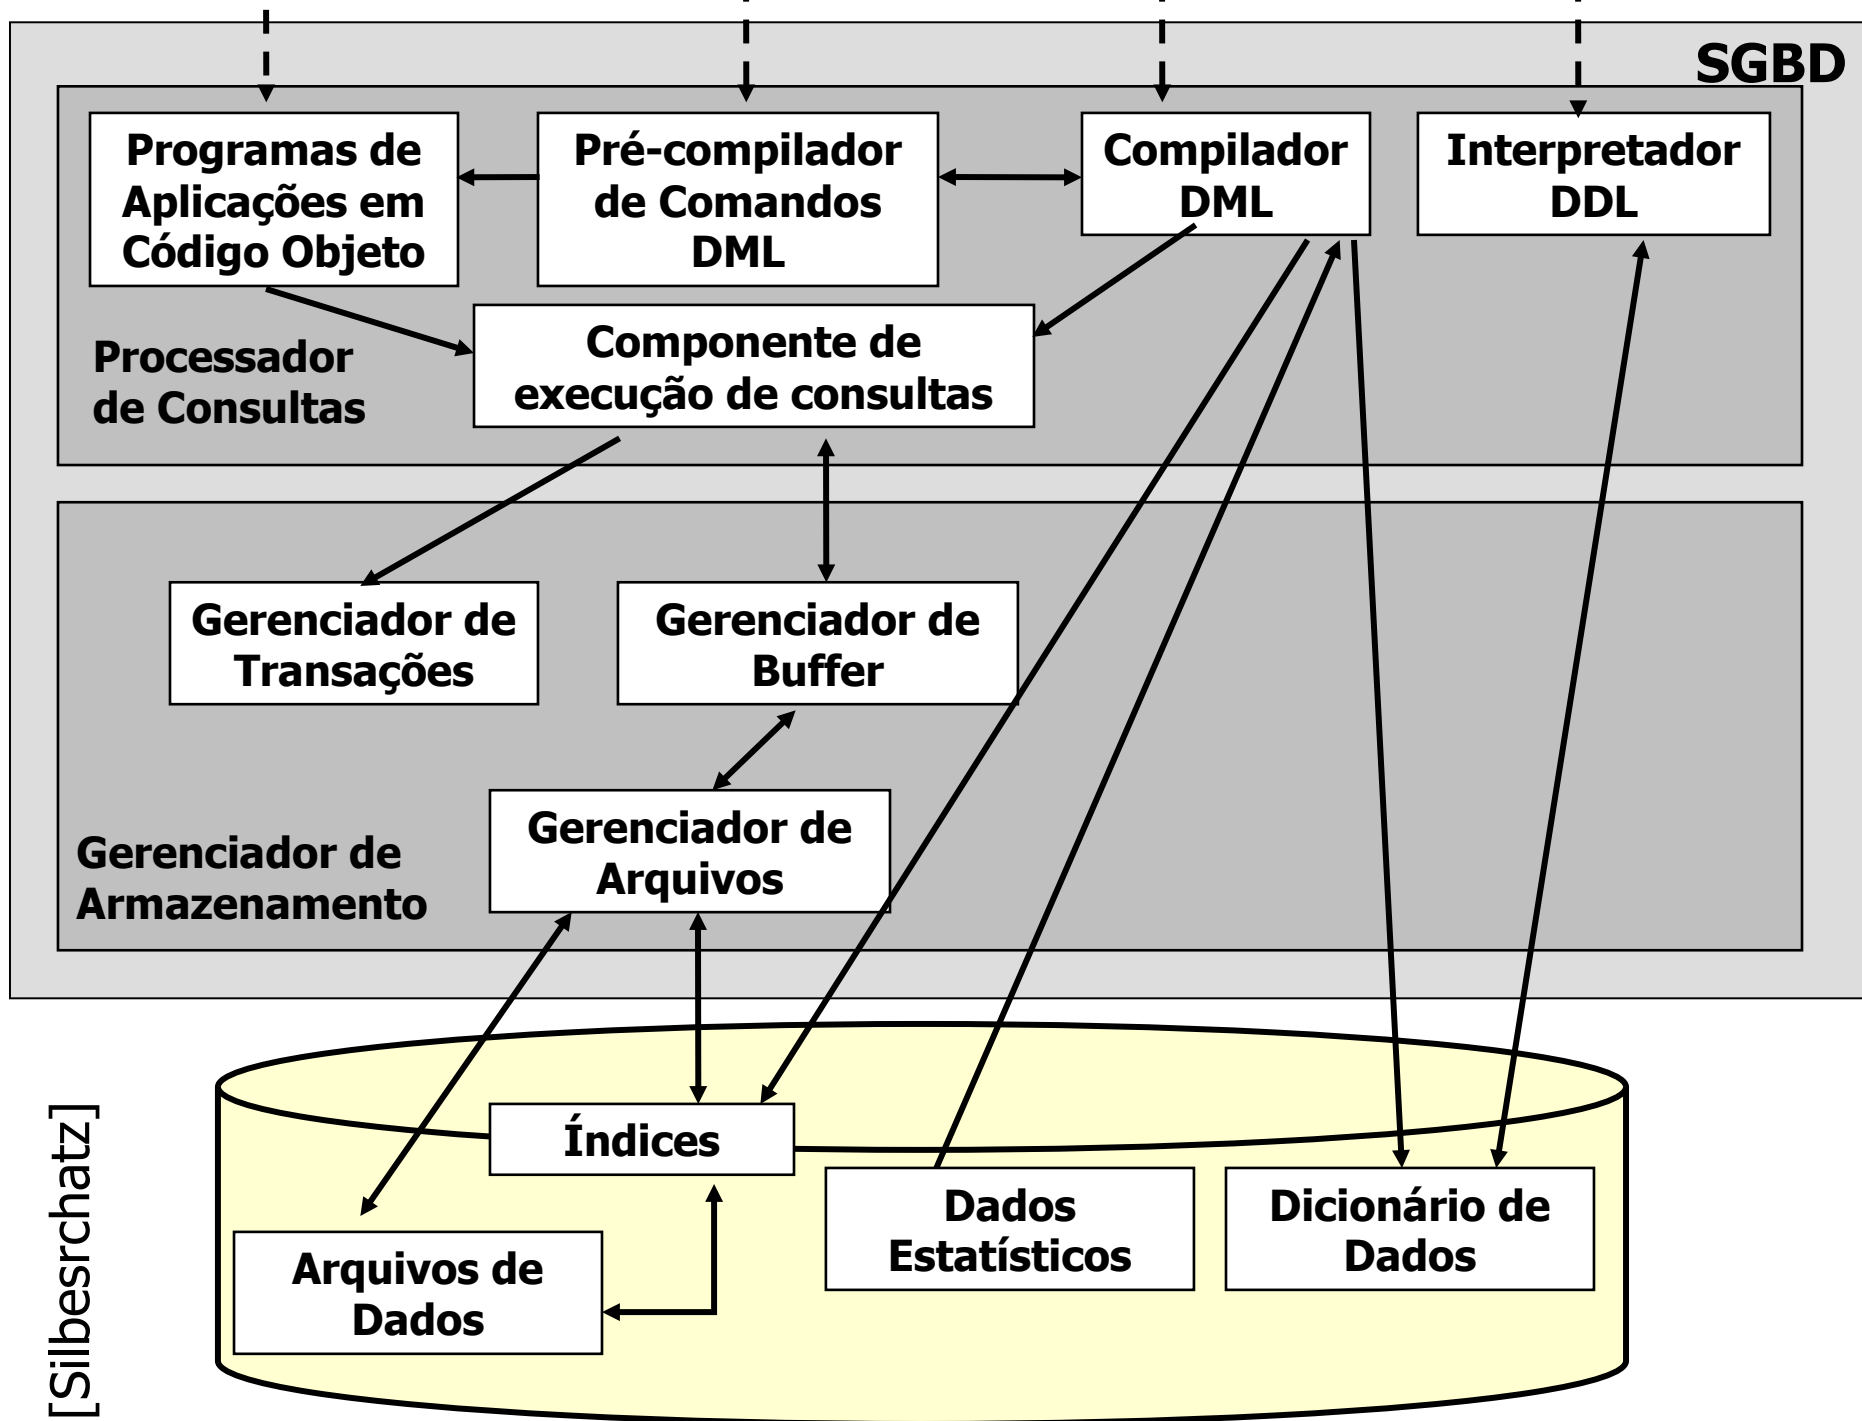 SGBD
Programas de
Aplicações em
Código Objeto
Pré-compilador
de Comandos
DML
Compilador
DML
Interpretador
DDL
Componente de
execução de consultas
Processador
de Consultas
Gerenciador de
Transações
Gerenciador de
Buffer
Gerenciador de
Arquivos
Gerenciador de
Armazenamento
Índices
Dados
Estatísticos
Dicionário de
Dados
Arquivos de
Dados
[Silbesrchatz]